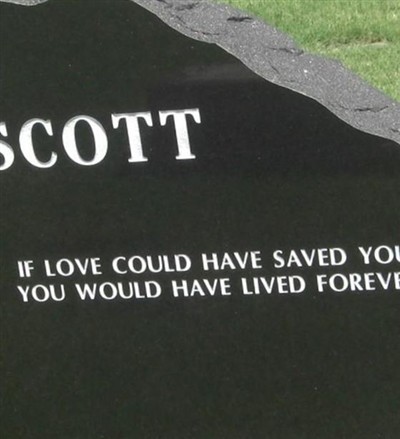 SCOTT
IF LOVE COULD HAVE SAVED YOU
YOU WOULD HAVE LIVED FOREVE